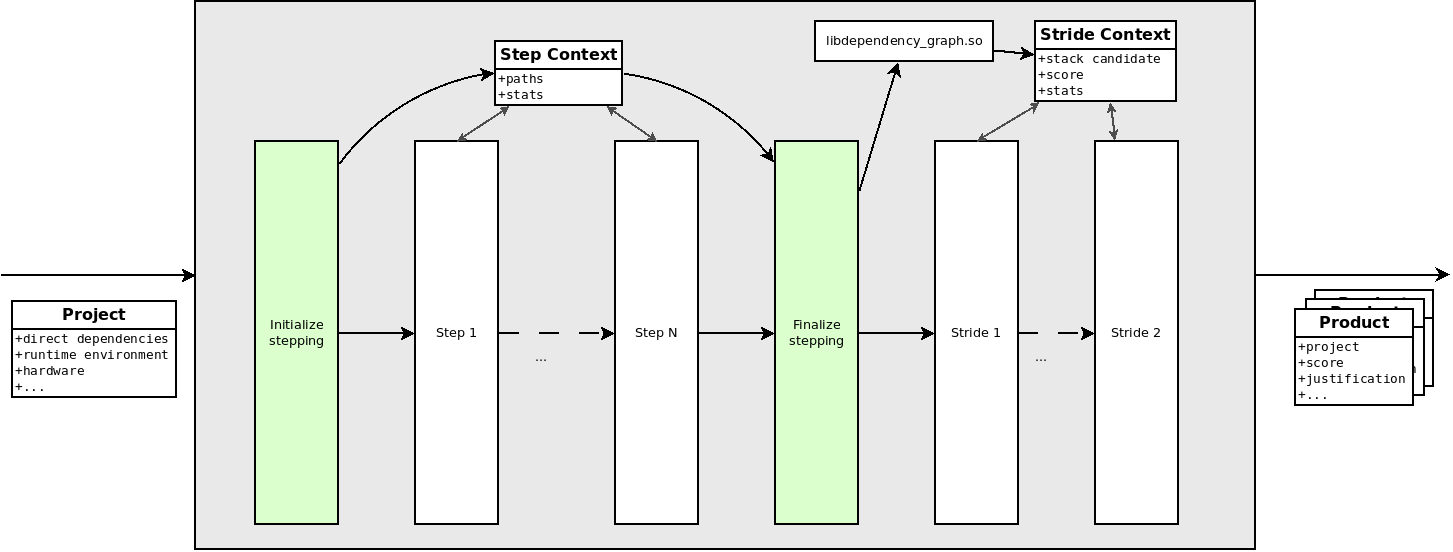 libdependency_graph.so
Stride Context
+stack candidate
+score
+stats
Step Context
+paths
+stats
Project
+direct dependencies
+runtime environment
+hardware
+...
Initialize
stepping
Step 1
...
Step N
Finalize
stepping
Stride 1
...
Stride 2
Product
+project
+score
+justification
+...